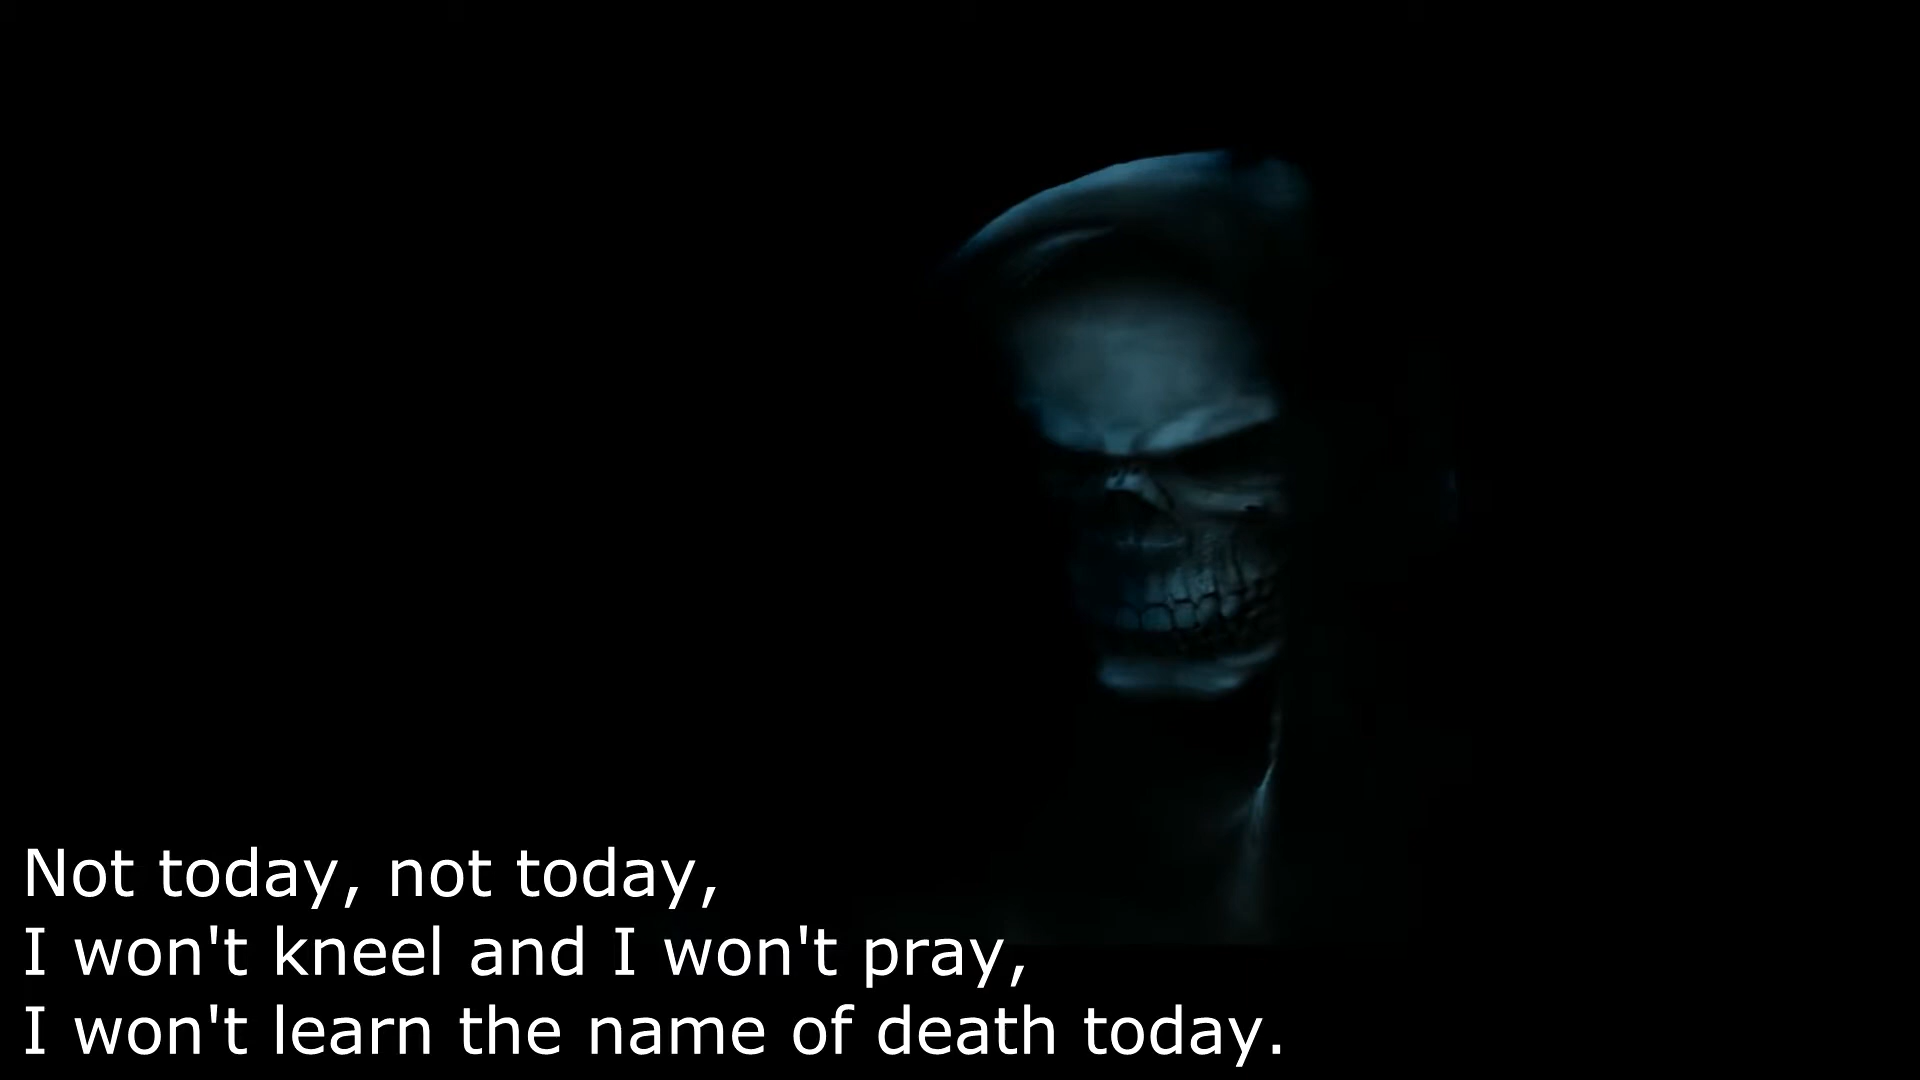 Not today, not today,
I won't kneel and I won't pray,
I won't learn the name of death today.